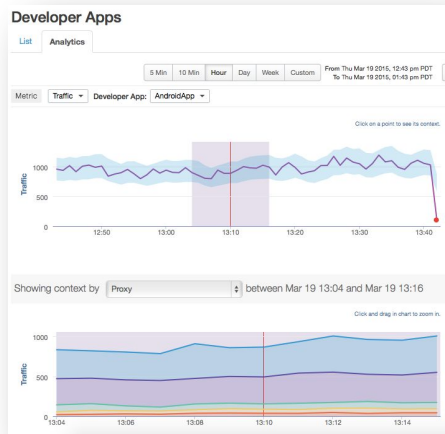 Developer Apps
List Analytics
5 Min 10 Min Hour Day Week Custom From Thu Mar 19 2015, 12:43 pm PDT
To Thu Mar 19 2015, 01:43 pm PDT
Metric Traffic Developer App: AndroidApp
Click on a point to see its context.
Traffic
1000
500
0
12:50 13:00 13:10 13:20 13:30 13:40
Showing context by Proxy between Mar 19 13:04 and Mar 19 13:16
Click and drag in chart to zoom in.
Traffic
1000
500
0
13:04 13:06 13:08 13:10 13:12 13:14